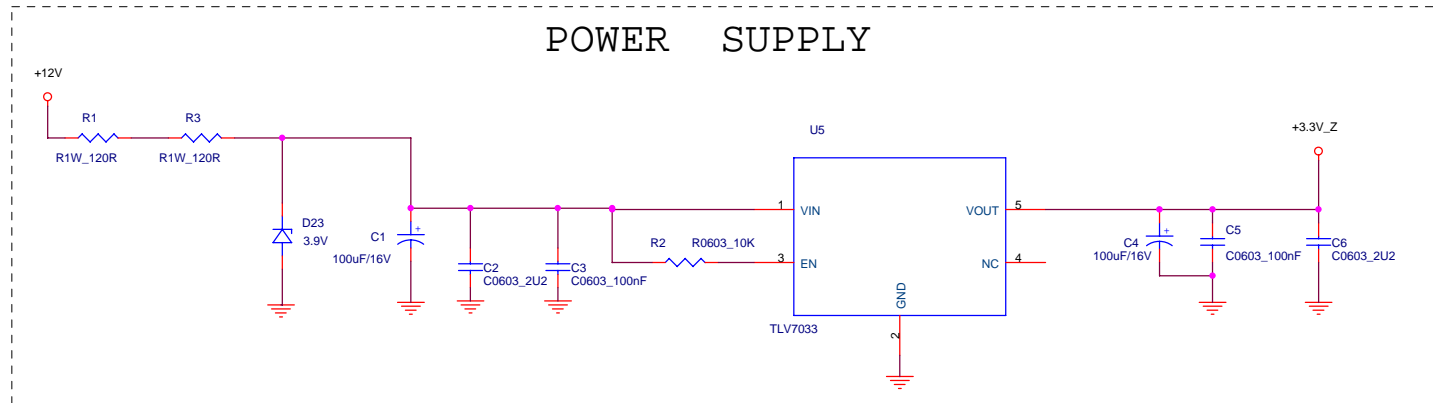 POWER SUPPLY
+12V
R1
R3
R1W_120R
R1W_120R
D23
3.9V
C1
100uF/16V
C2
C0603_2U2
C3
C0603_100nF
R2
R0603_10K
U5
1
VIN
3
EN
VOUT
5
NC
4
GND
2
TLV7033
+3.3V_Z
C4
100uF/16V
C5
C0603_100nF
C6
C0603_2U2